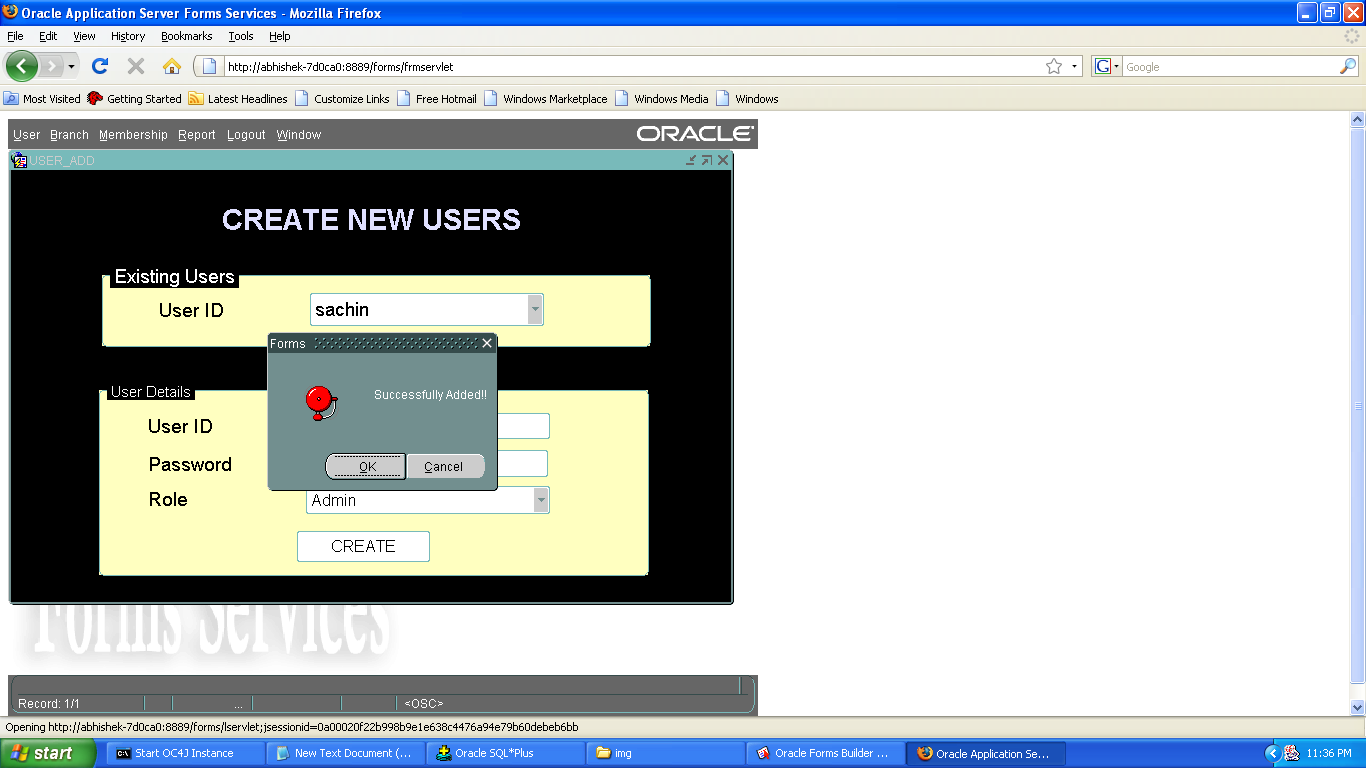 Oracle Application Server Forms Services - Mozilla Firefox
File Edit View History Bookmarks Tools Help
http://abhishek-7d0ca0:8889/forms/frmservlet
G Google
Most Visited Getting Started Latest Headlines Customize Links Free Hotmail Windows Marketplace Windows Media Windows
User Branch Membership Report Logout Window ORACLE
USER_ADD
CREATE NEW USERS
Existing Users
User ID sachin
Forms
User Details
Successfully Added!!
User ID
Password
OK Cancel
Role Admin
CREATE
Forms Services
Record: 1/1 ... <OSC>
Opening http://abhishek-7d0ca0:8889/forms/lservlet;jsessionid=0a00020f22b998b9e1e638c4476a94e79b60debeb6bb
start Start OC4J Instance New Text Document (... Oracle SQL*Plus img Oracle Forms Builder ... Oracle Application Se... 11:36 PM